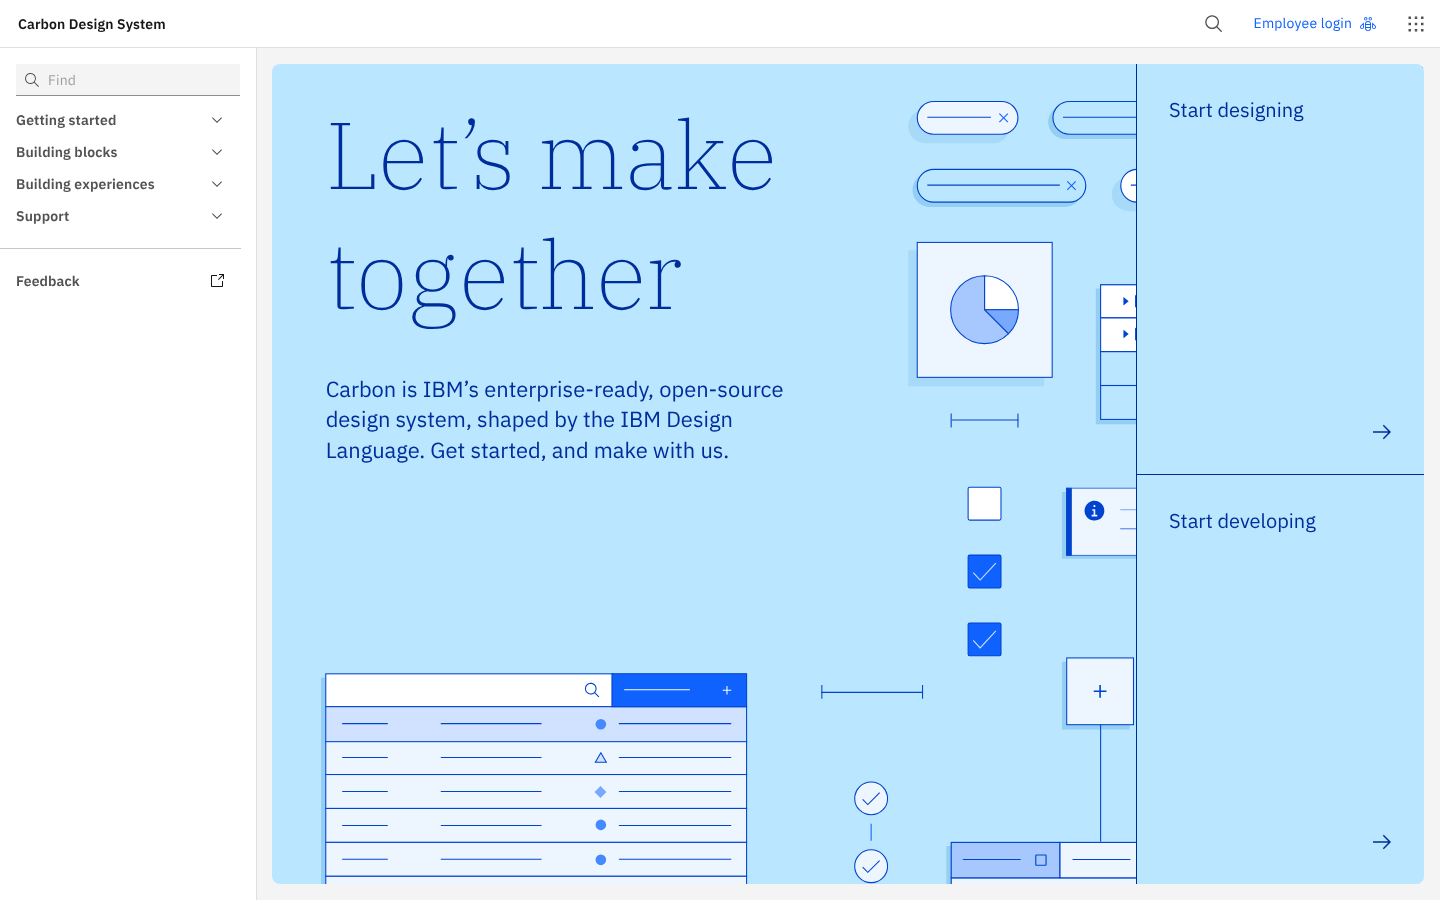 Carbon Design System
Employee login
Find
Getting started
Building blocks
Building experiences
Support
Feedback
Let’s make
together
Carbon is IBM’s enterprise-ready, open-source
design system, shaped by the IBM Design
Language. Get started, and make with us.
Start designing
Start developing